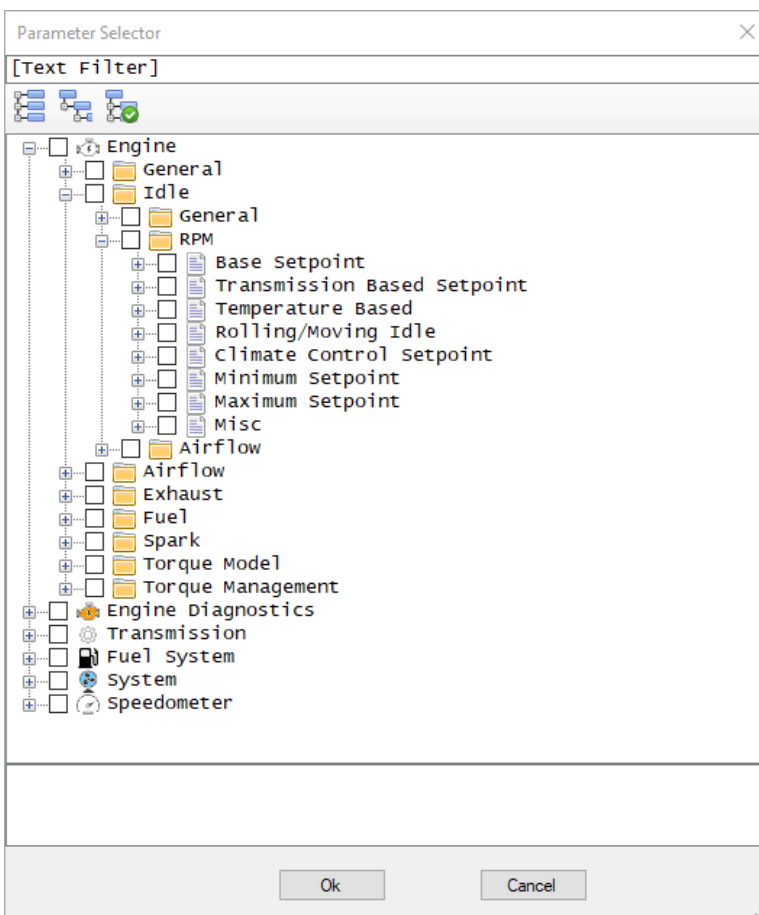 Parameter Selector
[Text Filter]
Engine
General
Idle
General
RPM
Base Setpoint
Transmission Based Setpoint
Temperature Based
Rolling/Moving Idle
Climate Control Setpoint
Minimum Setpoint
Maximum Setpoint
Misc
Airflow
Airflow
Exhaust
Fuel
Spark
Torque Model
Torque Management
Engine Diagnostics
Transmission
Fuel System
System
Speedometer
Ok Cancel